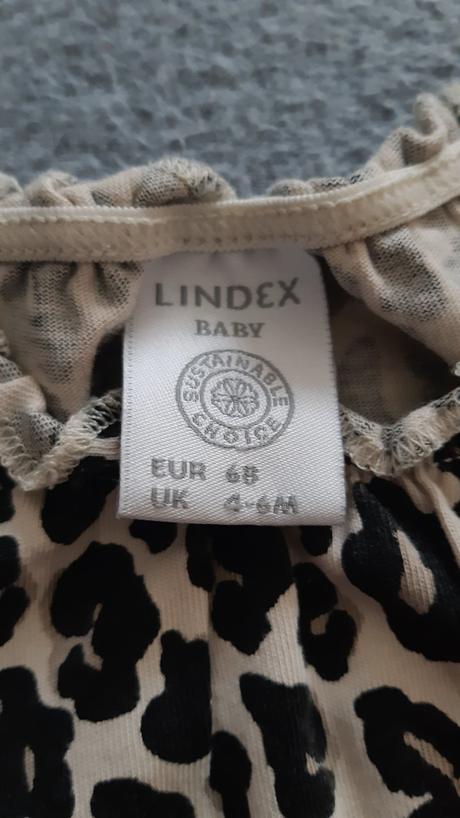 LINDEX
BABY
SUSTAINABLE
CHOICE
EUR 68
UK 4-6M